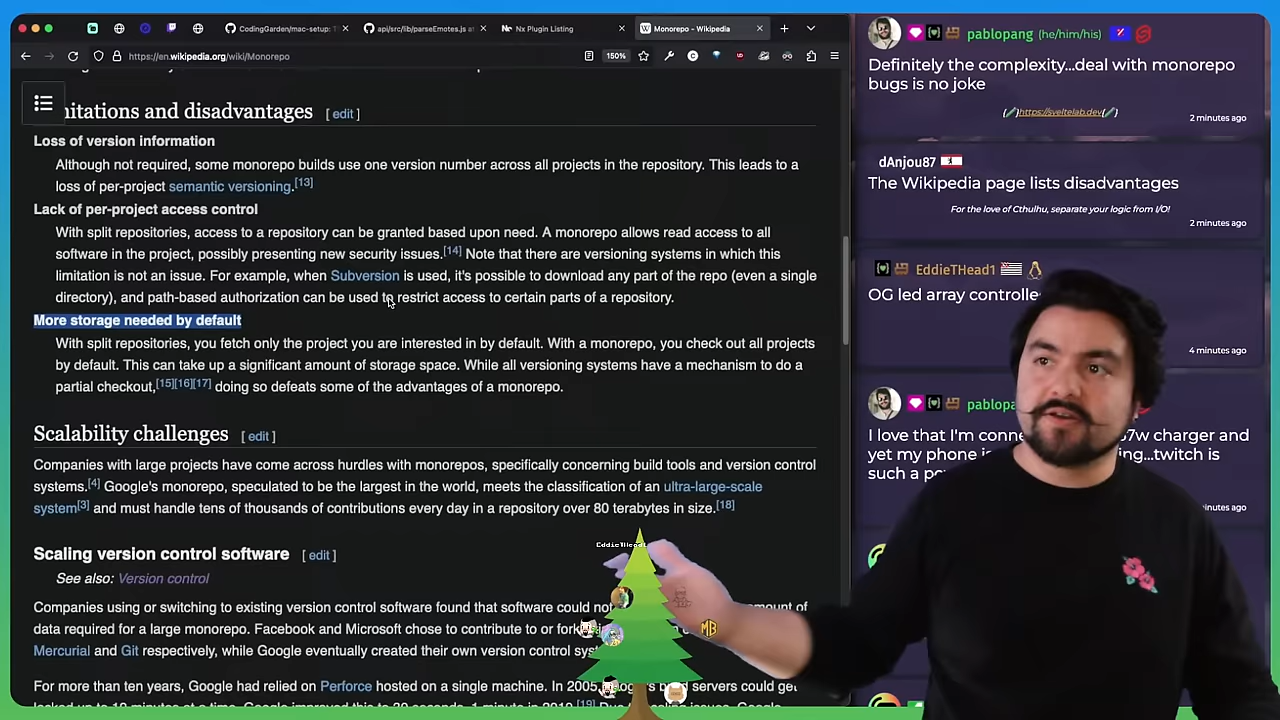 CodingGarden/mac-setup: T
api/src/lib/parseEmotes.js at
Nx Plugin Listing
Monorepo - Wikipedia
https://en.wikipedia.org/wiki/Monorepo
150%
mitations and disadvantages [ edit ]
Loss of version information
Although not required, some monorepo builds use one version number across all projects in the repository. This leads to a
loss of per-project semantic versioning.[13]
Lack of per-project access control
With split repositories, access to a repository can be granted based upon need. A monorepo allows read access to all
software in the project, possibly presenting new security issues.[14] Note that there are versioning systems in which this
limitation is not an issue. For example, when Subversion is used, it's possible to download any part of the repo (even a single
directory), and path-based authorization can be used to restrict access to certain parts of a repository.
More storage needed by default
With split repositories, you fetch only the project you are interested in by default. With a monorepo, you check out all projects
by default. This can take up a significant amount of storage space. While all versioning systems have a mechanism to do a
partial checkout,[15][16][17] doing so defeats some of the advantages of a monorepo.
Scalability challenges [ edit ]
Companies with large projects have come across hurdles with monorepos, specifically concerning build tools and version control
systems.[4] Google's monorepo, speculated to be the largest in the world, meets the classification of an ultra-large-scale
system[3] and must handle tens of thousands of contributions every day in a repository over 80 terabytes in size.[18]
Scaling version control software [ edit ]
See also: Version control
Companies using or switching to existing version control software found that software could not amount of
data required for a large monorepo. Facebook and Microsoft chose to contribute to or fork
Mercurial and Git respectively, while Google eventually created their own version control
For more than ten years, Google had relied on Perforce hosted on a single machine. In 2005 servers could get
EddieTHead1
MB
pablopang (he/him/his)
Definitely the complexity...deal with monorepo
bugs is no joke
https://sveltelab.dev
2 minutes ago
dAnjou87
The Wikipedia page lists disadvantages
For the love of Cthulhu, separate your logic from I/O!
2 minutes ago
EddieTHead1
OG led array controlle
4 minutes ago
pablopa
I love that I'm conne 7w charger and
yet my phone is ing...twitch is
such a
minutes ago